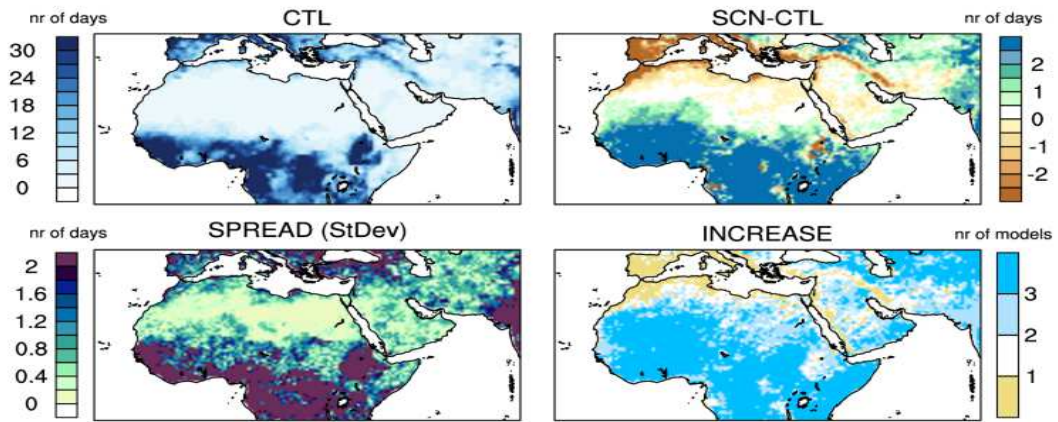 CTL
nr of days
30
24
18
12
6
0
SCN-CTL
nr of days
2
1
0
-1
-2
SPREAD (StDev)
nr of days
2
1.6
1.2
0.8
0.4
0
INCREASE
nr of models
3
2
1